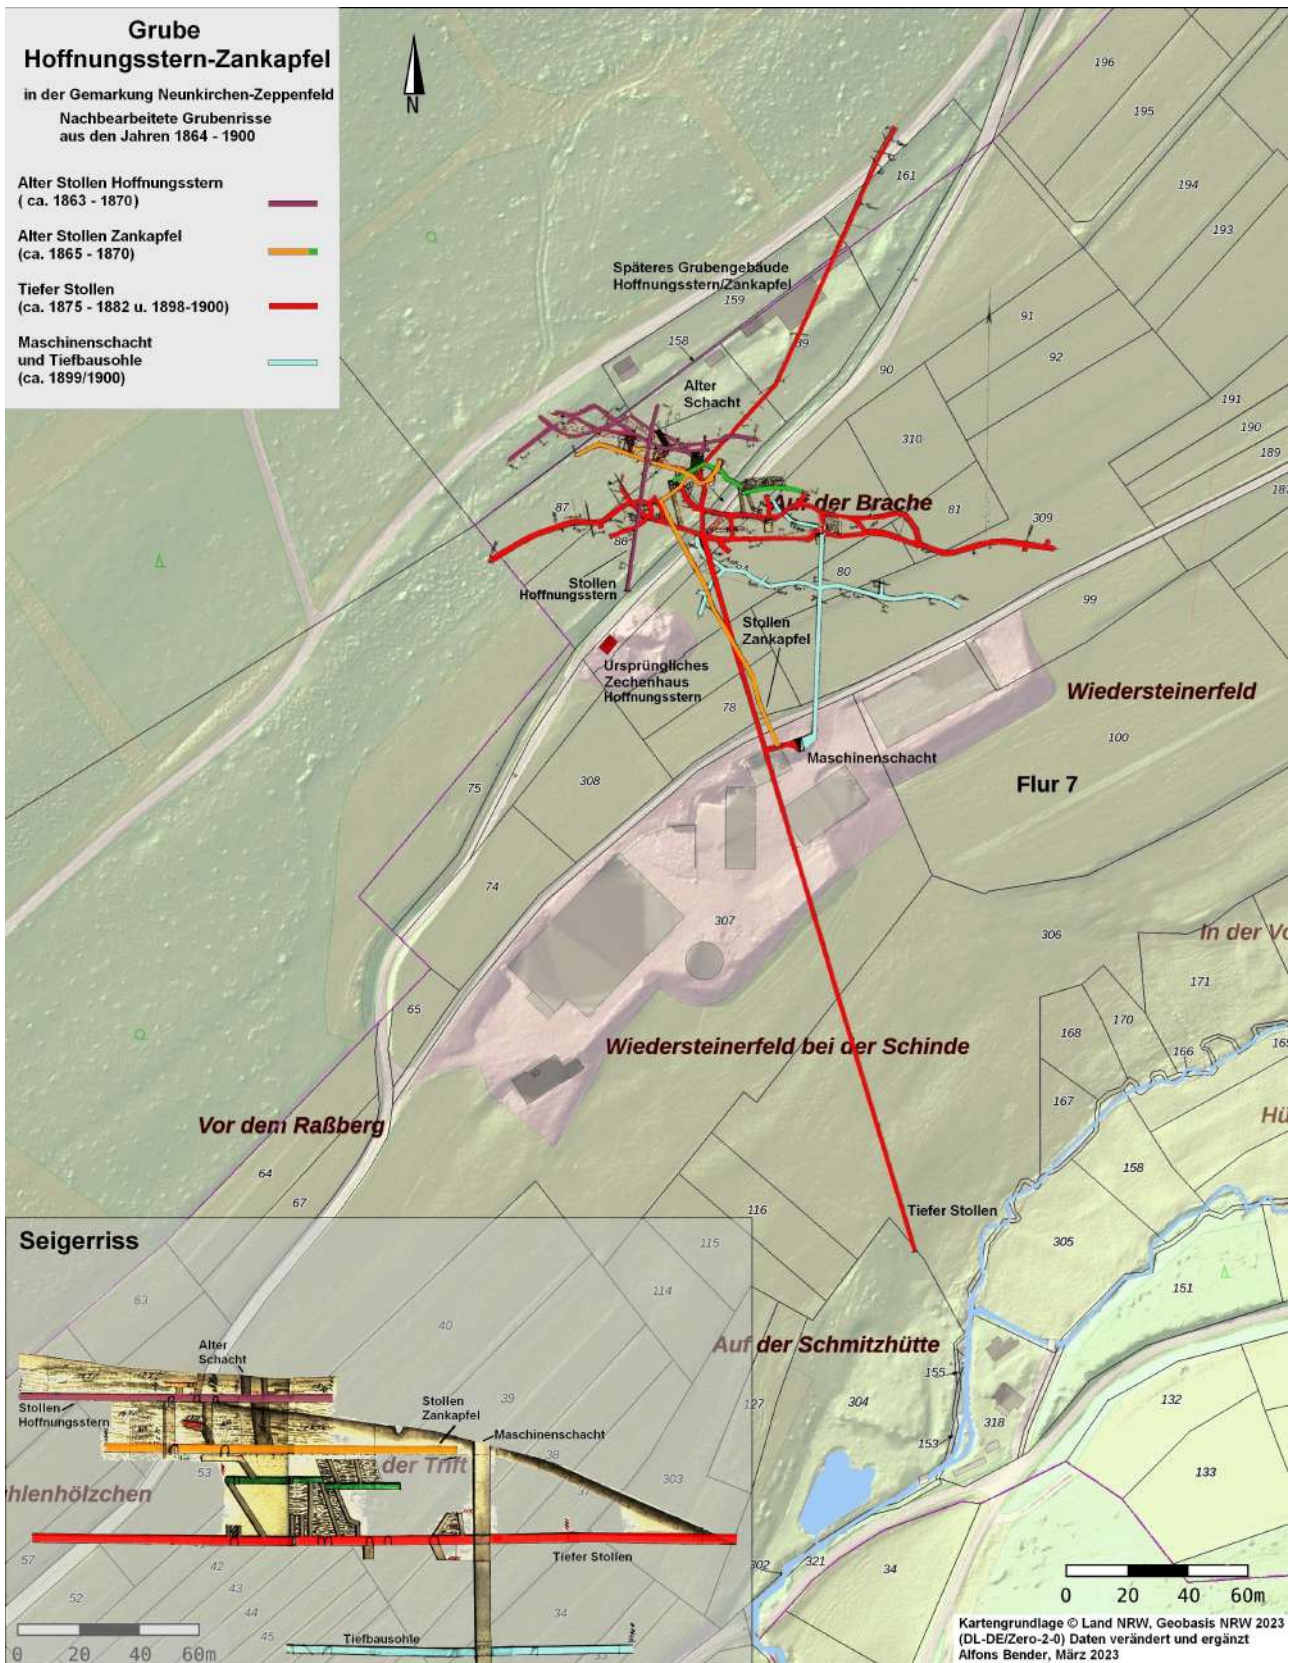 Grube
Hoffnungsstern-Zankapfel
in der Gemarkung Neunkirchen-Zeppenfeld
Nachbearbeitete Grubenrisse
aus den Jahren 1864 - 1900
Alter Stollen Hoffnungsstern
( ca. 1863 - 1870)
Alter Stollen Zankapfel
(ca. 1865 - 1870)
Tiefer Stollen
(ca. 1875 - 1882 u. 1898-1900)
Maschinenschacht
und Tiefbausohle
(ca. 1899/1900)
N
196
195
161
194
193
Späteres Grubengebäude
Hoffnungsstern/Zankapfel
159
158
89
91
92
90
Alter
Schacht
191
190
189
310
87
Auf der Brache
81
309
86
80
Stollen
Hoffnungsstern
99
Stollen
Zankapfel
Ursprüngliches
Zechenhaus
Hoffnungsstern
Wiedersteinerfeld
78
100
Maschinenschacht
308
75
Flur 7
74
307
306
In der Vo
171
65
170
168
166
Wiedersteinerfeld bei der Schinde
167
Vor dem Raßberg
Hü
64
67
158
116
Tiefer Stollen
115
305
151
114
63
40
Auf der Schmitzhütte
155
39
127
304
132
318
153
38
133
303
37
53
302
321
34
57
42
52
43
44
34
45
33
der Trift
hlenhölzchen
Seigerriss
Alter
Schacht
Stollen
Hoffnungsstern
Stollen
Zankapfel
Maschinenschacht
Tiefer Stollen
Tiefbausohle
0 20 40 60m
0 20 40 60m
Kartengrundlage © Land NRW, Geobasis NRW 2023
(DL-DE/Zero-2-0) Daten verändert und ergänzt
Alfons Bender, März 2023